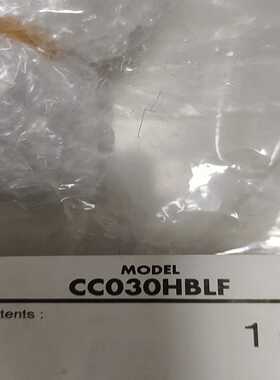 MODEL
CC030HBLF
tents :
1